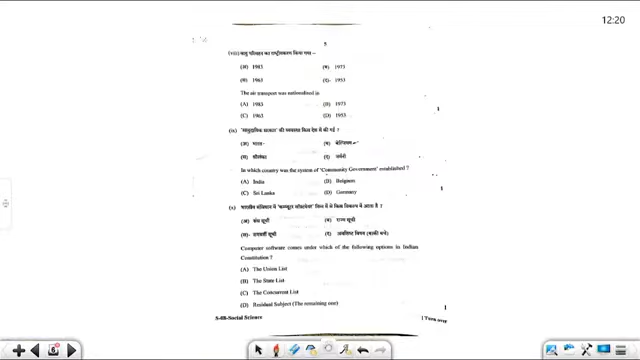 12:20
5
(viii) वायु परिवहन का राष्ट्रीयकरण किया गया –
(अ) 1983 (ब) 1973
(स) 1963 (द) 1953
The air transport was nationalized in
(A) 1983 (B) 1973
(C) 1963 (D) 1953
1
(ix) 'सामुदायिक सरकार' की व्यवस्था किस देश में की गई ?
(अ) भारत (ब) बेल्जियम
(स) श्रीलंका (द) जर्मनी
In which country was the system of 'Community Government' established ?
(A) India (B) Belgium
(C) Sri Lanka (D) Germany
1
(x) भारतीय संविधान में 'कम्प्यूटर सॉफ्टवेयर' निम्न में से किस विकल्प में आता है ?
(अ) संघ सूची (ब) राज्य सूची
(स) समवर्ती सूची (द) अवशिष्ट विषय (बाकी बचे)
Computer software comes under which of the following options in Indian
Constitution ?
(A) The Union List
(B) The State List
(C) The Concurrent List
(D) Residual Subject (The remaining one)
1
S-08-Social Science [ Turn over
6